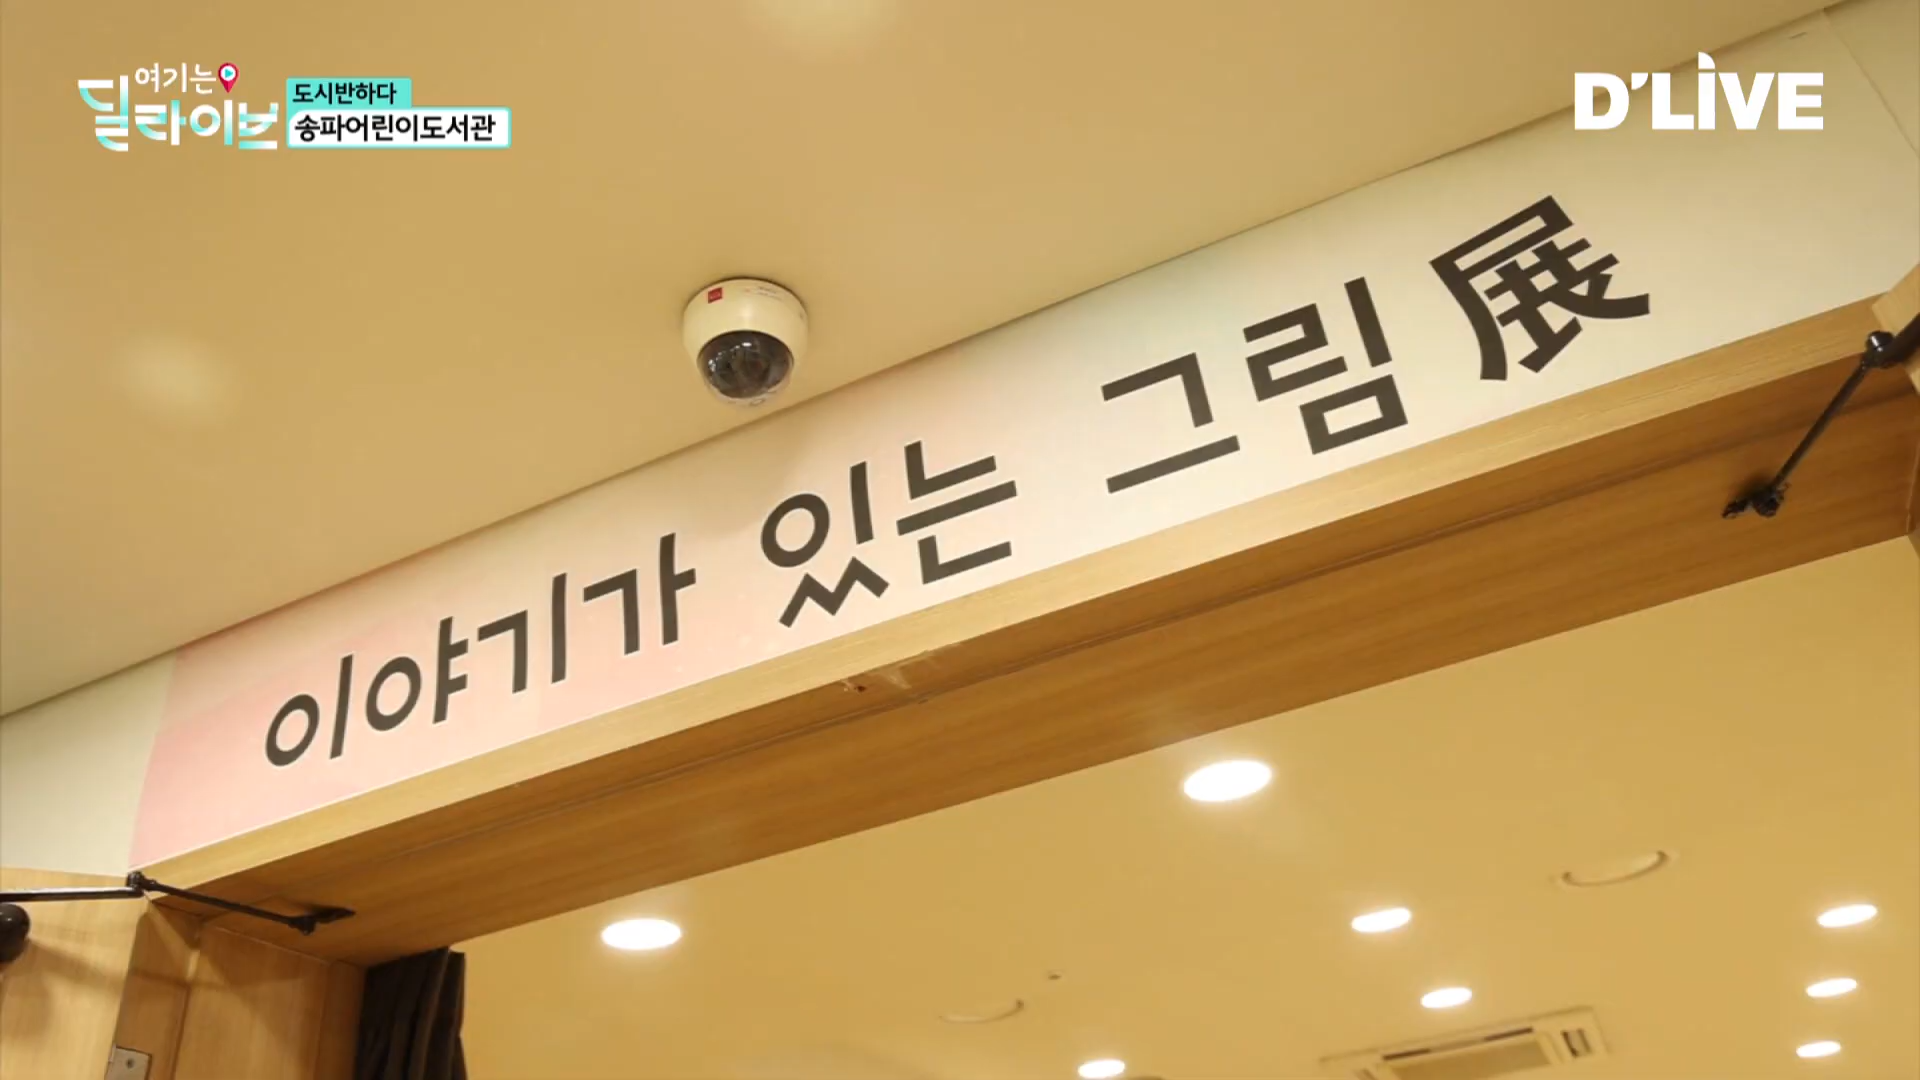 여기는
딜라이브
도시반하다
송파어린이도서관
D'LIVE
이야기가 있는 그림 展